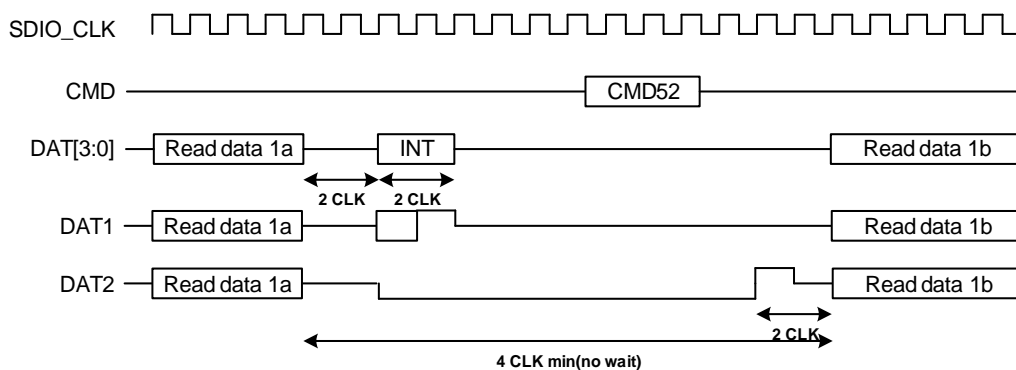 SDIO_CLK
CMD
CMD52
DAT[3:0]
Read data 1a
INT
Read data 1b
2 CLK
2 CLK
DAT1
Read data 1a
Read data 1b
DAT2
Read data 1a
Read data 1b
2 CLK
4 CLK min(no wait)